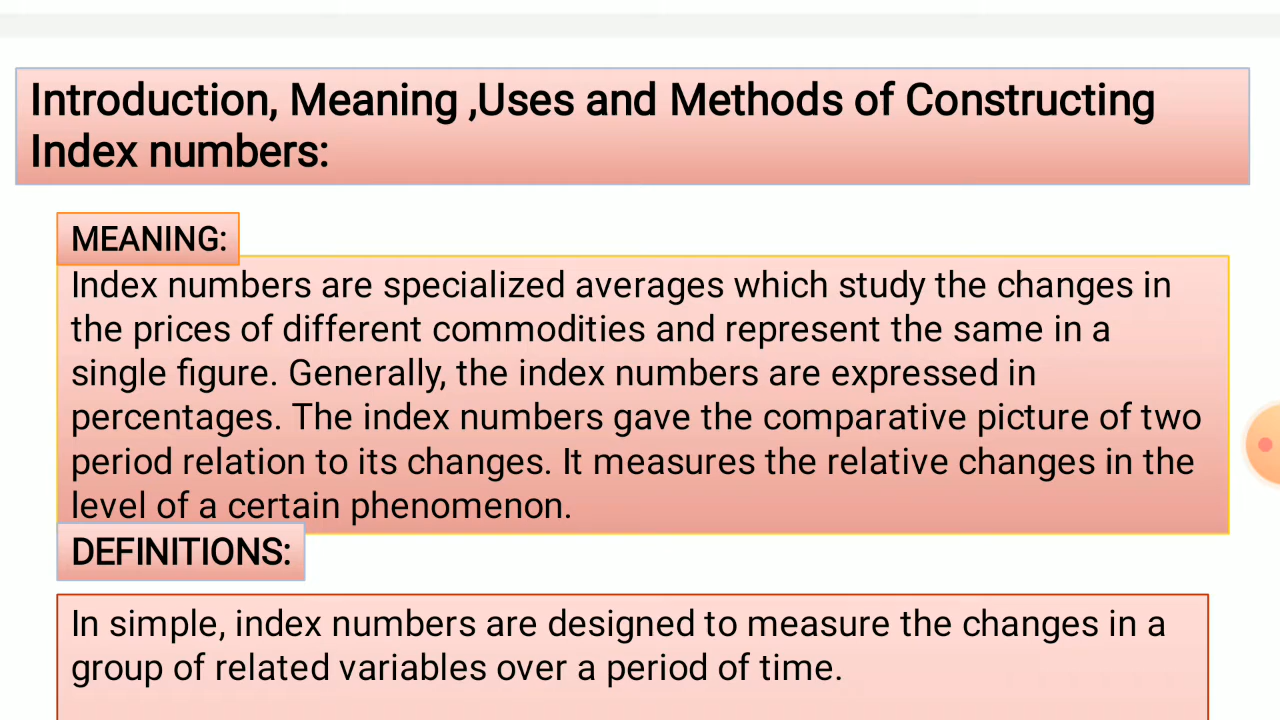 Introduction, Meaning ,Uses and Methods of Constructing
Index numbers:
MEANING:
Index numbers are specialized averages which study the changes in
the prices of different commodities and represent the same in a
single figure. Generally, the index numbers are expressed in
percentages. The index numbers gave the comparative picture of two
period relation to its changes. It measures the relative changes in the
level of a certain phenomenon.
DEFINITIONS:
In simple, index numbers are designed to measure the changes in a
group of related variables over a period of time.